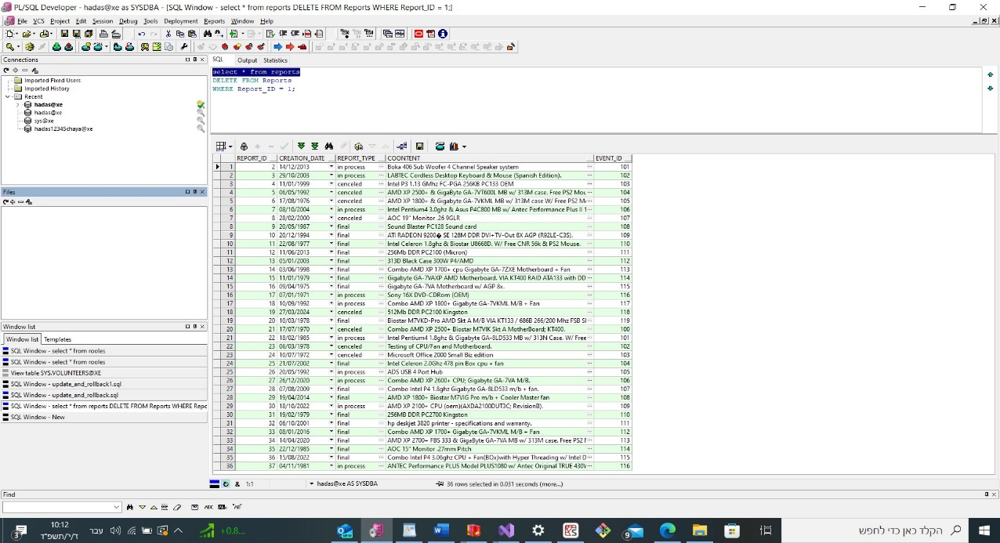 PL/SQL Developer - hadas@xe as SYSDBA - [SQL Window - select * from reports DELETE FROM Reports WHERE Report_ID = 1;]
File VCS Project Edit Session Debug Tools Deployment Reports Window Help
Connections
Imported Fixed Users
Imported History
Recent
hadas@xe
hadas@xe
sys@xe
hadas12345chaya@xe
Files
Window list
Window list Templates
SQL Window - select * from rooles
SQL Window - select * from rooles
View table SYS.VOLUNTEERS@XE
SQL Window - update_and_rollback1.sql
SQL Window - update_and_rollback.sql
SQL Window - select * from reports DELETE FROM Reports WHERE Repc
SQL Window - New
SQL Output Statistics
select * from reports
DELETE FROM Reports
WHERE Report_ID = 1;
REPORT_ID CREATION_DATE REPORT_TYPE COONTENT EVENT_ID
1 2 14/12/2013 in process Boka 406 Sub Woofer 4 Channel Speaker system 101
2 3 29/10/2003 in process LABTEC Cordless Desktop Keyboard & Mouse (Spanish Edition). 102
3 4 11/01/1999 cenceled Intel P3 1.13 GMhz FC-PGA 256KB PC133 OEM 103
4 5 06/05/1992 cenceled AMD XP 2500+ & GigaByte GA-7VT600L MB w/ 313M case. Free PS2 Mou 104
5 6 17/08/1976 cenceled AMD XP 1800+ & Gigabyte GA-7VKML MB w/ 313M case W/ Free PS2 M 105
6 7 08/10/2004 in process Intel Pentium4 3.0ghz & Asus P4C800 MB w/ Antec Performance Plus II 1 106
7 8 28/02/2000 cenceled AOC 19" Monitor .26 9GLR 107
8 9 20/05/1987 final Sound Blaster PC128 Sound card 108
9 10 20/12/1994 final ATI RADEON 9200� SE 128M DDR DVI+TV-Out 8X AGP (R92LE-C3S). 109
10 11 22/08/1977 final Intel Celeron 1.8ghz & Biostar U8668D. W/ Free CNR 56k & PS2 Mouse. 110
11 12 11/06/2013 final 256Mb DDR PC2100 (Micron) 111
12 13 05/01/2003 final 313D Black Case 300W P4/AMD 112
13 14 03/06/1998 final Combo AMD XP 1700+ cpu Gigabyte GA-7ZXE Motherboard + Fan 113
14 15 11/01/1979 final Gigabyte GA-7VAXP AMD Motherboard. VIA KT400 RAID ATA133 with DD 114
15 16 09/04/1975 final Gigabyte GA-7VA Motherboard w/ AGP 8x. 115
16 17 07/01/1971 in process Sony 16X DVD-CDRom (OEM) 116
17 18 10/09/1992 in process Combo AMD XP 1800+ Gigabyte GA-7VKML M/B + Fan 117
18 19 27/03/2024 cenceled 512Mb DDR PC2100 Kingston 118
19 20 10/03/1978 final Biostar M7VKD-Pro AMD Skt A M/B VIA KT133 / 686B 266/200 Mhz FSB Sl 119
20 21 17/07/1970 cenceled Combo AMD XP 2500+ Biostar M7VIK Skt A MotherBoard; KT400. 100
21 22 18/02/1985 in process Intel Pentium4 1.8ghz & Gigabyte GA-8LD533 MB w/ 313N Case. W/ Free 101
22 23 06/03/1978 cenceled Testing of CPU/Fan and Motherboard. 102
23 24 10/07/1972 cenceled Microsoft Office 2000 Small Biz edition 103
24 25 21/07/2002 final Intel Celeron 2.0Ghz 478 pin Box cpu + fan 104
25 26 20/05/1992 in process ADS USB 4 Port Hub 105
26 27 26/12/2020 in process Combo AMD XP 2600+ CPU; Gigabyte GA-7VA M/B. 106
27 28 07/08/2009 final Combo Intel P4 1.8ghz Gigabyte GA-8LD533 m/b + fan. 107
28 29 19/04/2014 final AMD XP 1800+ Biostar M7VIG Pro m/b + Cooler Master fan 108
29 30 18/10/2022 in process AMD XP 2100+ CPU (oem)(AXDA2100DUT3C; RevisionB). 109
30 31 19/02/1979 final 256MB DDR PC2700 Kingston 110
31 32 06/10/2001 final hp deskjet 3820 printer - specifications and warranty. 111
32 33 08/01/2016 final Combo AMD XP 1700+ Gigabyte GA-7VKML M/B + Fan 112
33 34 14/04/2020 final AMD XP 2700+ FBS 333 & GigaByte GA-7VA MB w/ 313M case. Free PS2 113
34 35 22/12/1985 final AOC 15" Monitor .27mm Pitch 114
35 36 15/08/2022 final Combo Intel P4 3.06ghz CPU + Fan(BOx)with Hyper Threading w/ Intel D 115
36 37 04/11/1981 in process ANTEC Performance PLUS Model PLUS1080 w/ Antec Original TRUE 430W 116
1:1 hadas@xe AS SYSDBA 36 rows selected in 0.031 seconds (more...)
Find
ABC "AB"
3 10:12 עבר +0.8... 9 הקלד כאן כדי לחפש
ז'/ד'/תשפ"ד